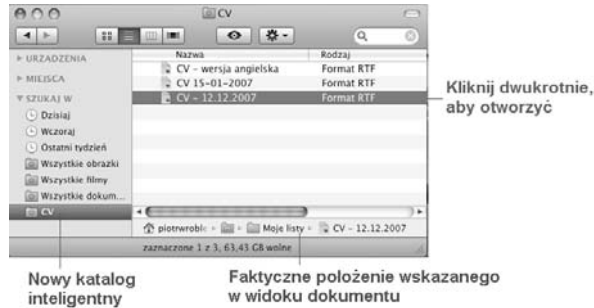 CV
Nazwa Rodzaj
URZĄDZENIA
CV - wersja angielska Format RTF
MIEJSCA
CV 15-01-2007 Format RTF
SZUKAJ W
CV - 12.12.2007 Format RTF
Dzisiaj
Wczoraj
Ostatni tydzień
Wszystkie obrazki
Wszystkie filmy
Wszystkie dokum...
CV
piotrwroble Moje listy CV - 12.12.2007
zaznaczone 1 z 3, 63,43 GB wolne
Kliknij dwukrotnie,
aby otworzyć
Nowy katalog
inteligentny
Faktyczne położenie wskazanego
w widoku dokumentu